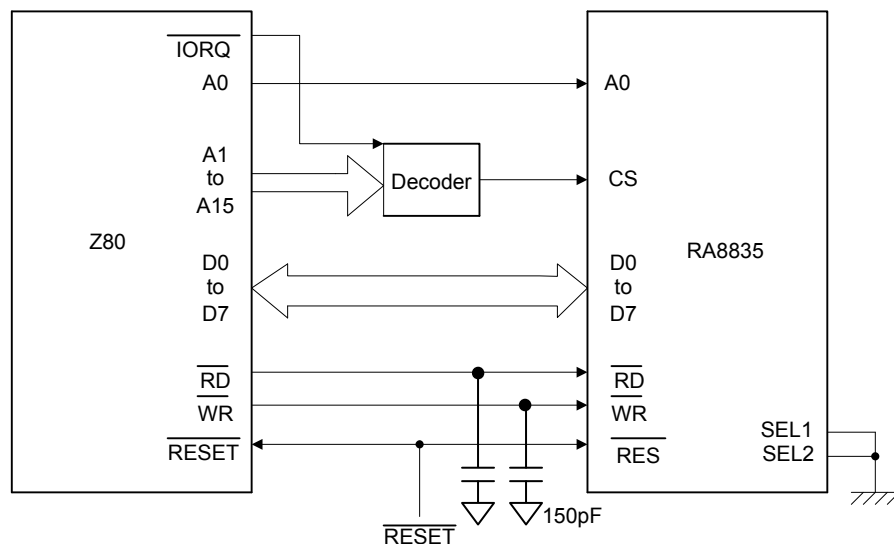 IORQ
A0
A1
to
A15
Z80
D0
to
D7
RD
WR
RESET
Decoder
RESET
150pF
A0
CS
RA8835
D0
to
D7
RD
WR
RES
SEL1
SEL2